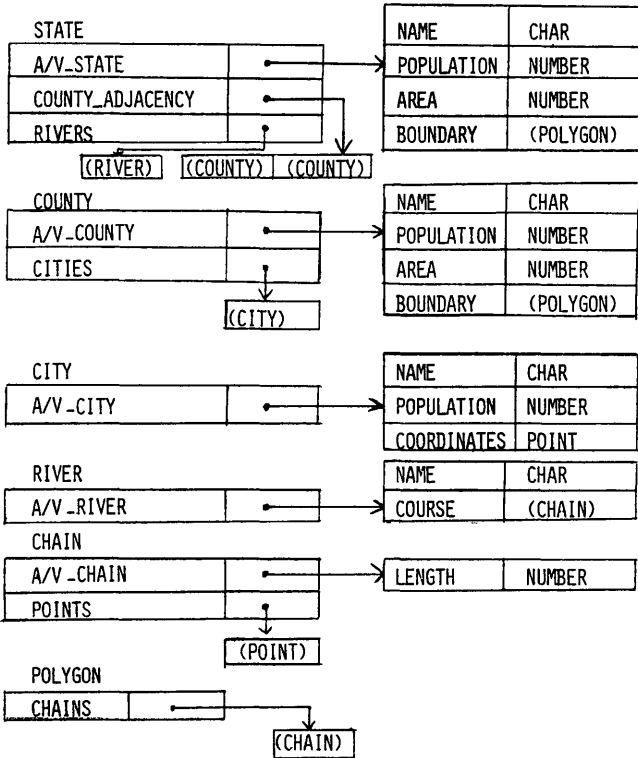 STATE
A/V_STATE
COUNTY_ADJACENCY
RIVERS
NAME CHAR
POPULATION NUMBER
AREA NUMBER
BOUNDARY (POLYGON)
(RIVER) (COUNTY) (COUNTY)
COUNTY
A/V_COUNTY
CITIES
NAME CHAR
POPULATION NUMBER
AREA NUMBER
BOUNDARY (POLYGON)
(CITY)
CITY
A/V_CITY
NAME CHAR
POPULATION NUMBER
COORDINATES POINT
RIVER
A/V_RIVER
NAME CHAR
COURSE (CHAIN)
CHAIN
A/V_CHAIN
POINTS
LENGTH NUMBER
(POINT)
POLYGON
CHAINS
(CHAIN)